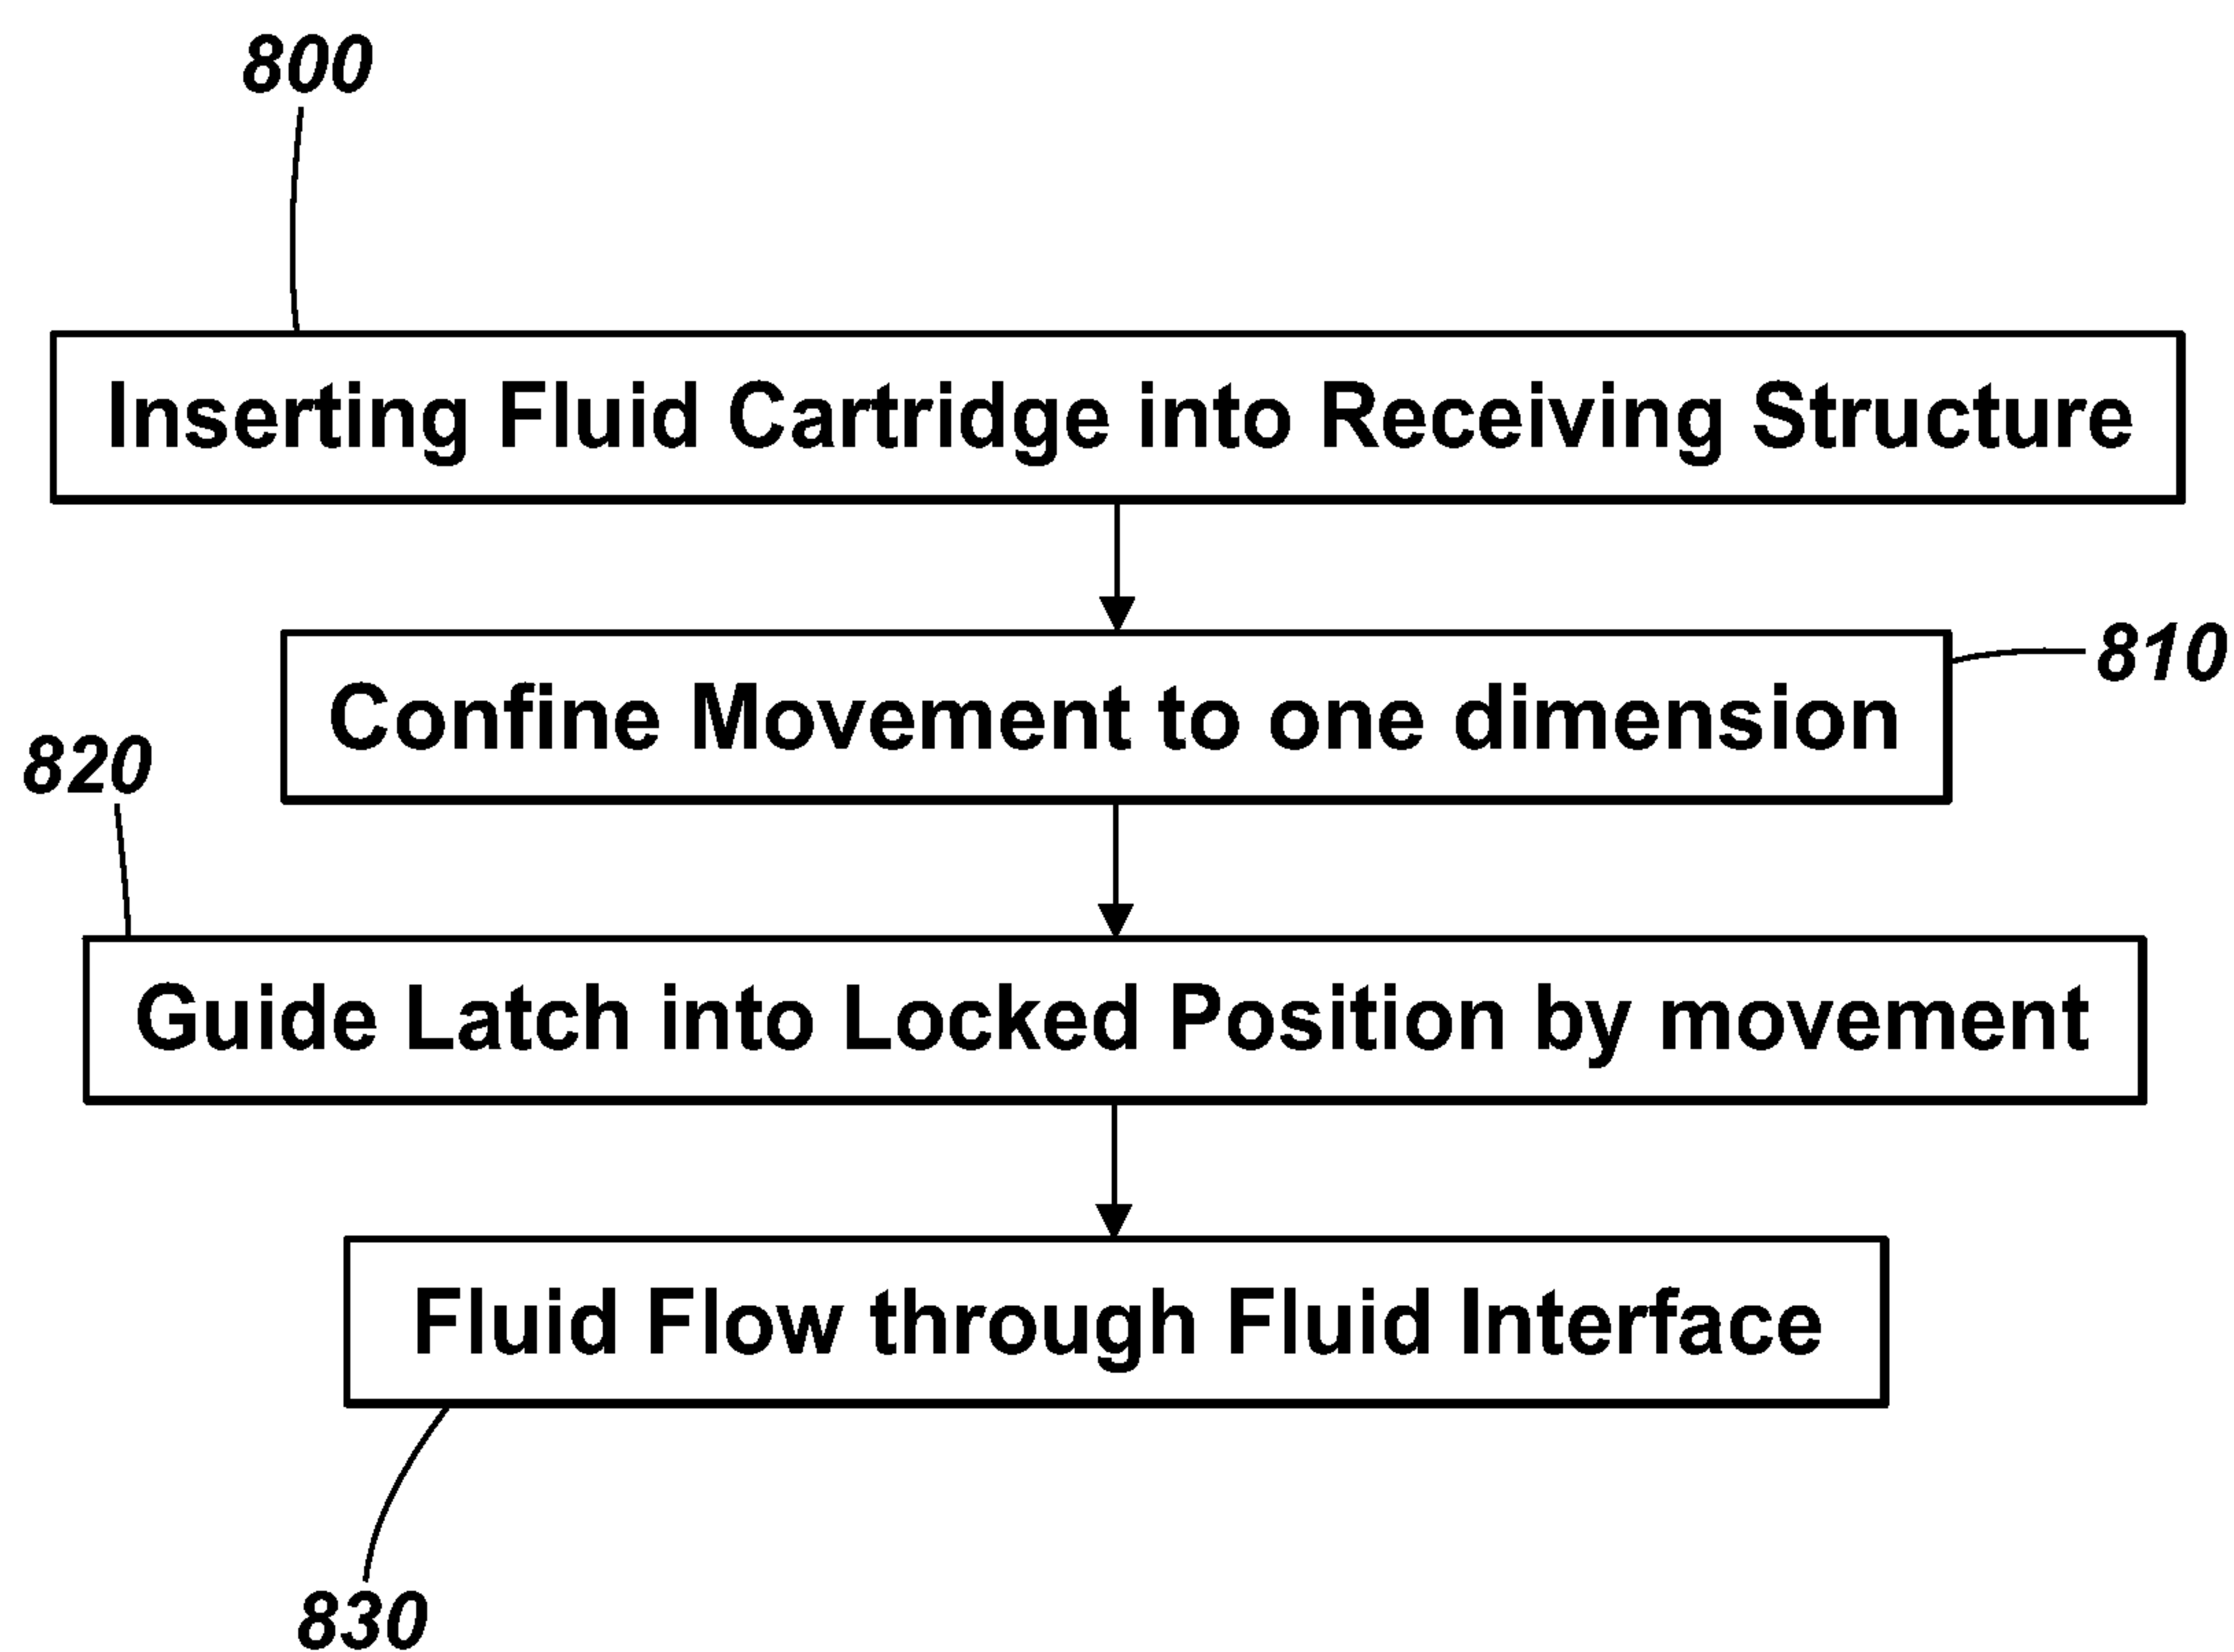 800
Inserting Fluid Cartridge into Receiving Structure
Confine Movement to one dimension
810
820
Guide Latch into Locked Position by movement
Fluid Flow through Fluid Interface
830